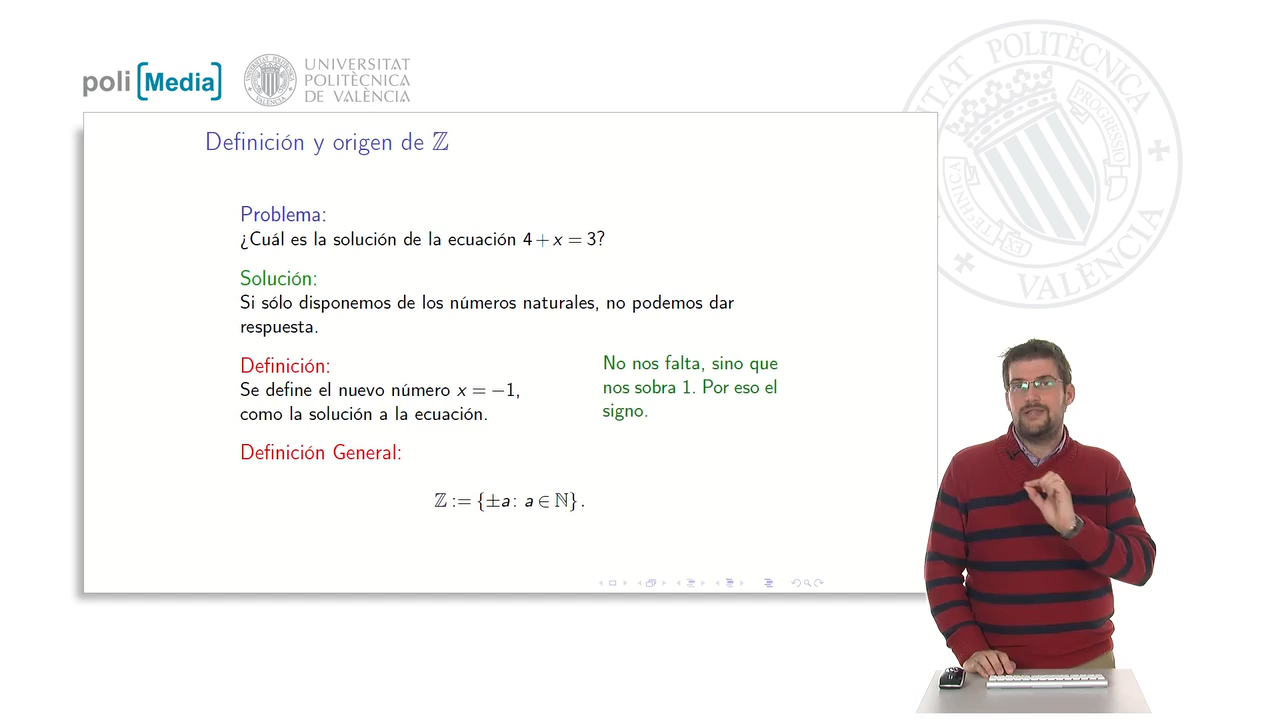 poli [Media]
UNIVERSITAT
POLITÈCNICA
DE VALÈNCIA
Definición y origen de ℤ
Problema:
¿Cuál es la solución de la ecuación 4 + x = 3?
Solución:
Si sólo disponemos de los números naturales, no podemos dar
respuesta.
Definición:
Se define el nuevo número x = −1,
como la solución a la ecuación.
No nos falta, sino que
nos sobra 1. Por eso el
signo.
Definición General:
ℤ := {±a : a ∈ ℕ}.
POLITÈCNICA
VALÈNCIA
PROGRESSIO